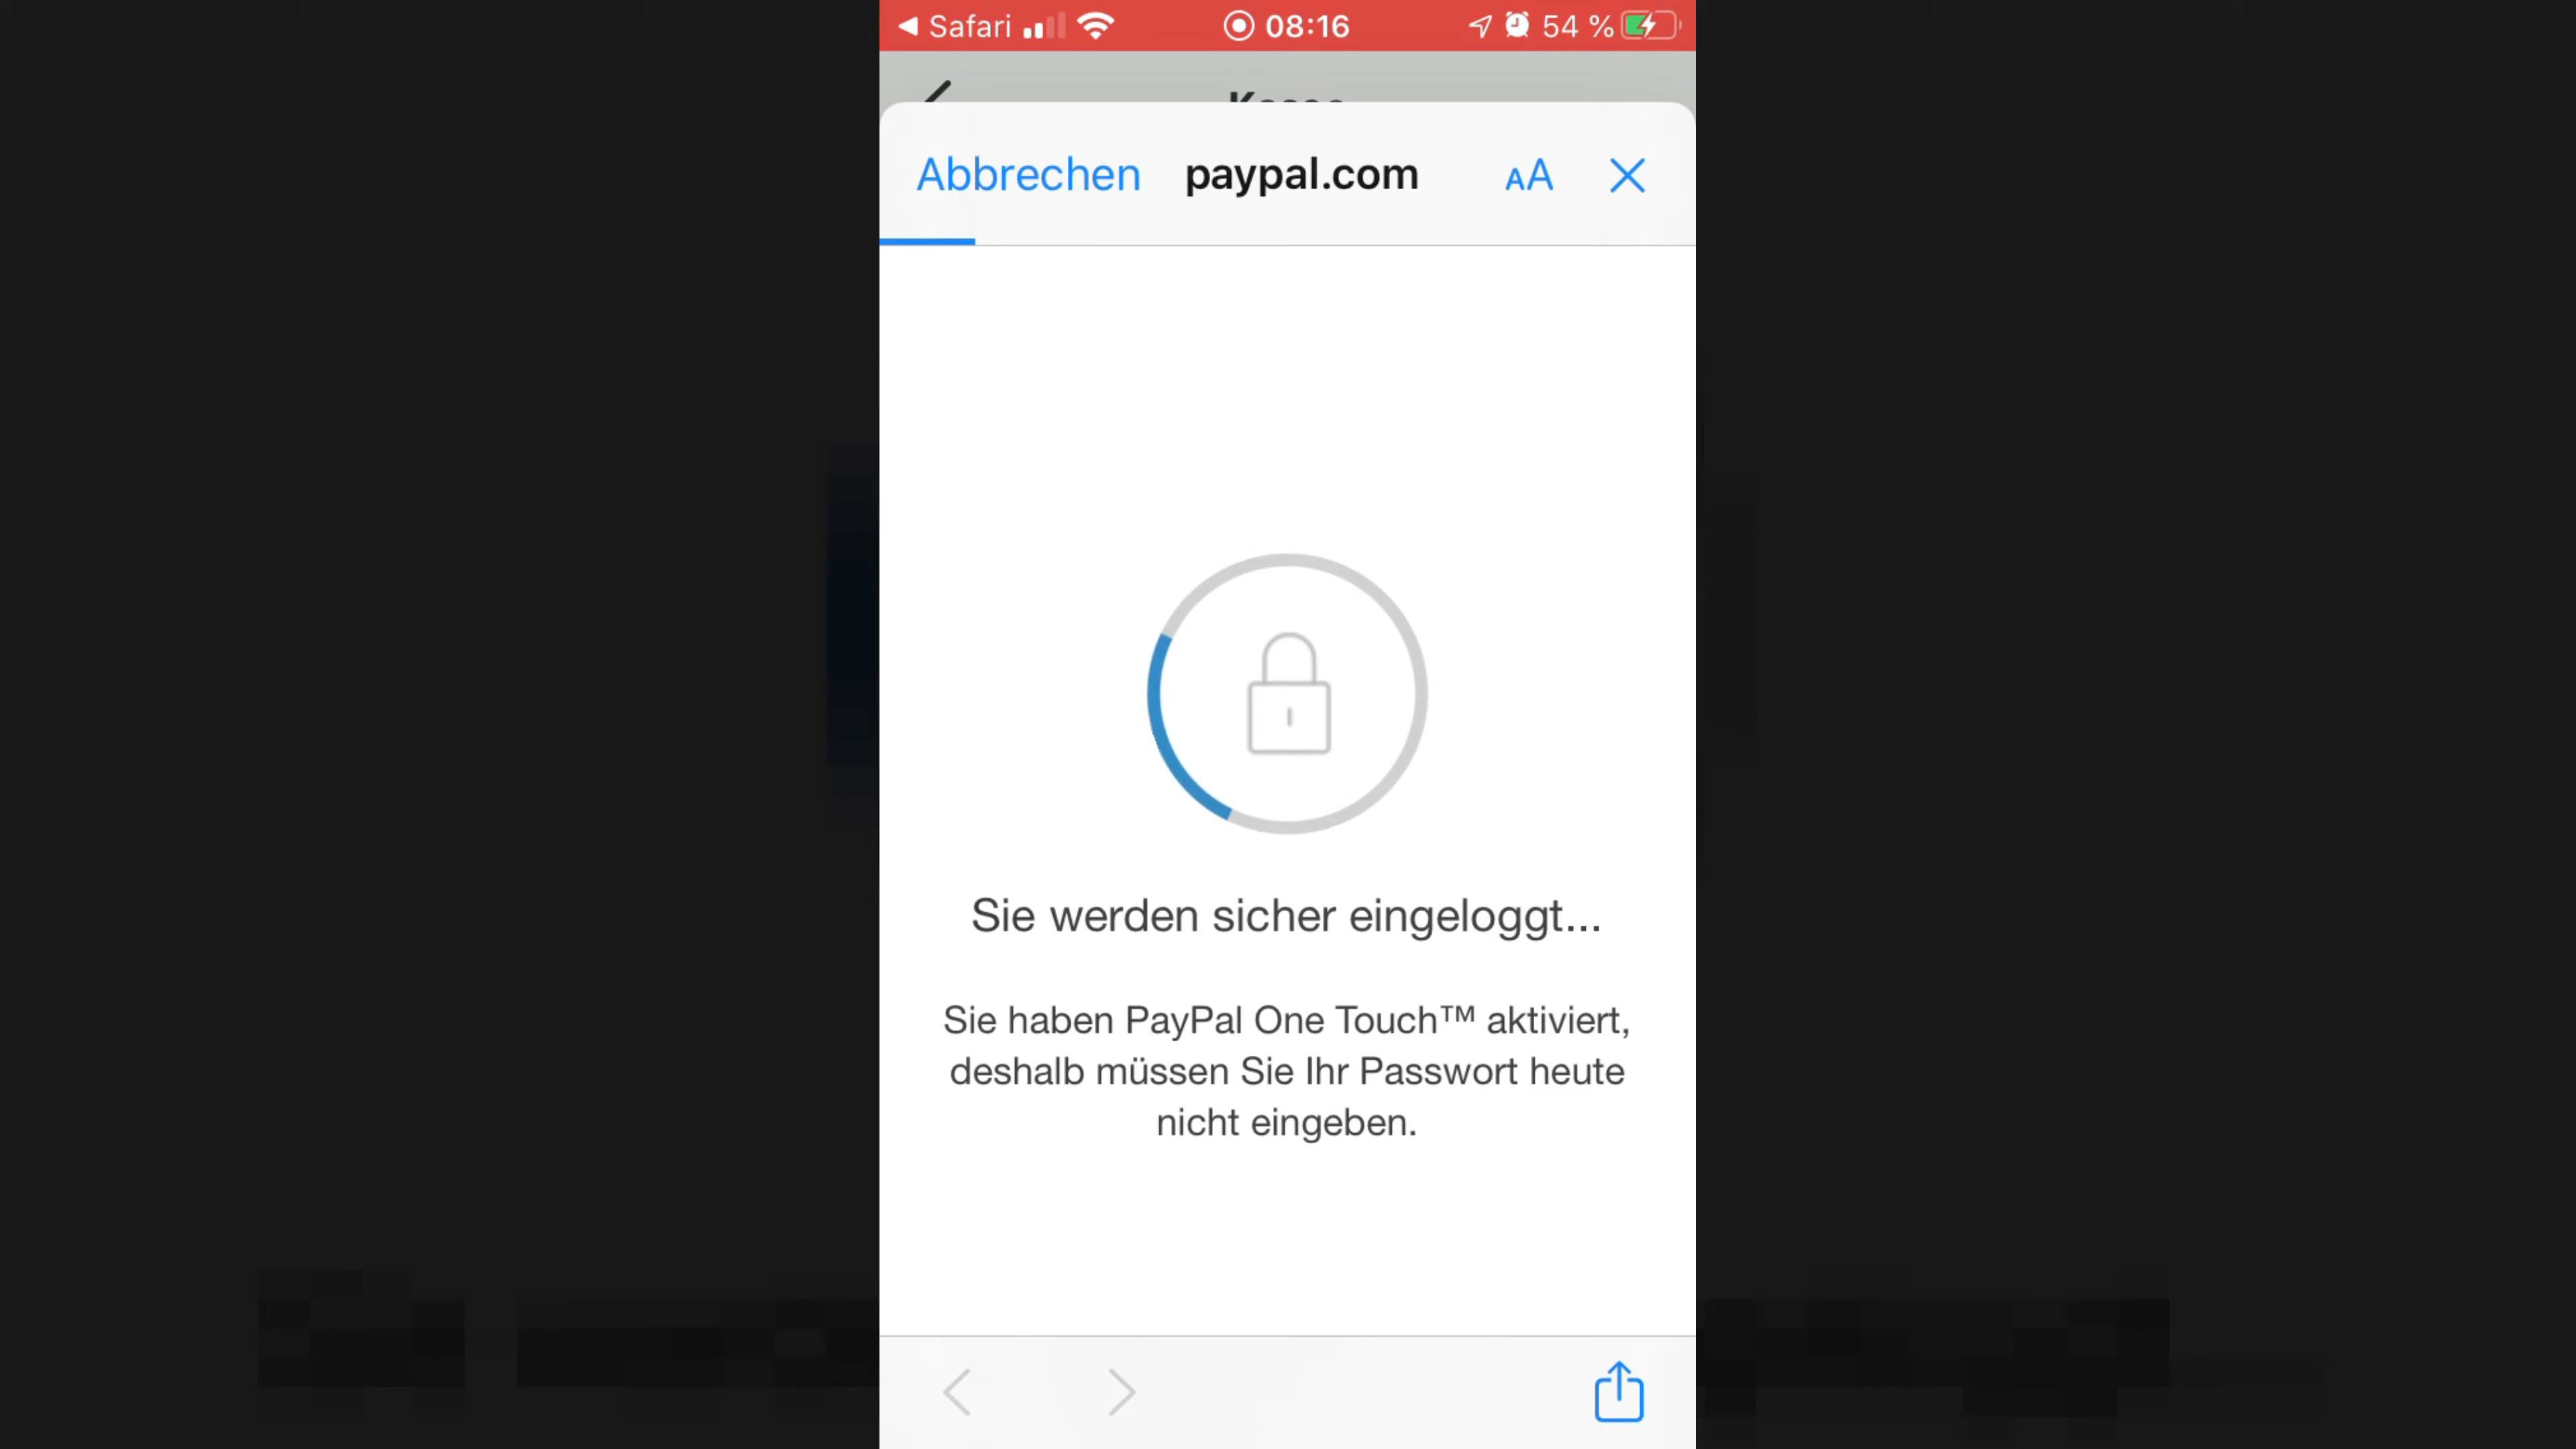 Safari 08:16 54 %
Abbrechen paypal.com AA
Sie werden sicher eingeloggt...
Sie haben PayPal One Touch™ aktiviert,
deshalb müssen Sie Ihr Passwort heute
nicht eingeben.